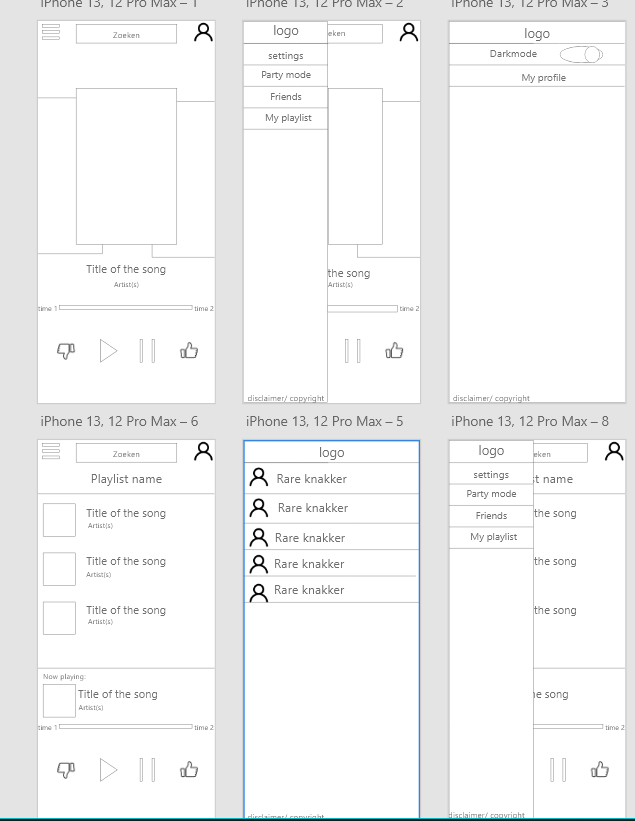 iPhone 13, 12 Pro Max – 1
Zoeken
Title of the song
Artist(s)
time 1
time 2
iPhone 13, 12 Pro Max – 2
logo
eken
settings
Party mode
Friends
My playlist
the song
Artist(s)
time 2
disclaimer/ copyright
iPhone 13, 12 Pro Max – 3
logo
Darkmode
My profile
disclaimer/ copyright
iPhone 13, 12 Pro Max – 6
Zoeken
Playlist name
Title of the song
Artist(s)
Title of the song
Artist(s)
Title of the song
Artist(s)
Now playing:
Title of the song
Artist(s)
time 1
time 2
iPhone 13, 12 Pro Max – 5
logo
Rare knakker
Rare knakker
Rare knakker
Rare knakker
Rare knakker
disclaimer/ copyright
iPhone 13, 12 Pro Max – 8
logo
eken
settings
st name
Party mode
Friends
the song
My playlist
the song
the song
he song
time 2
disclaimer/ copyright